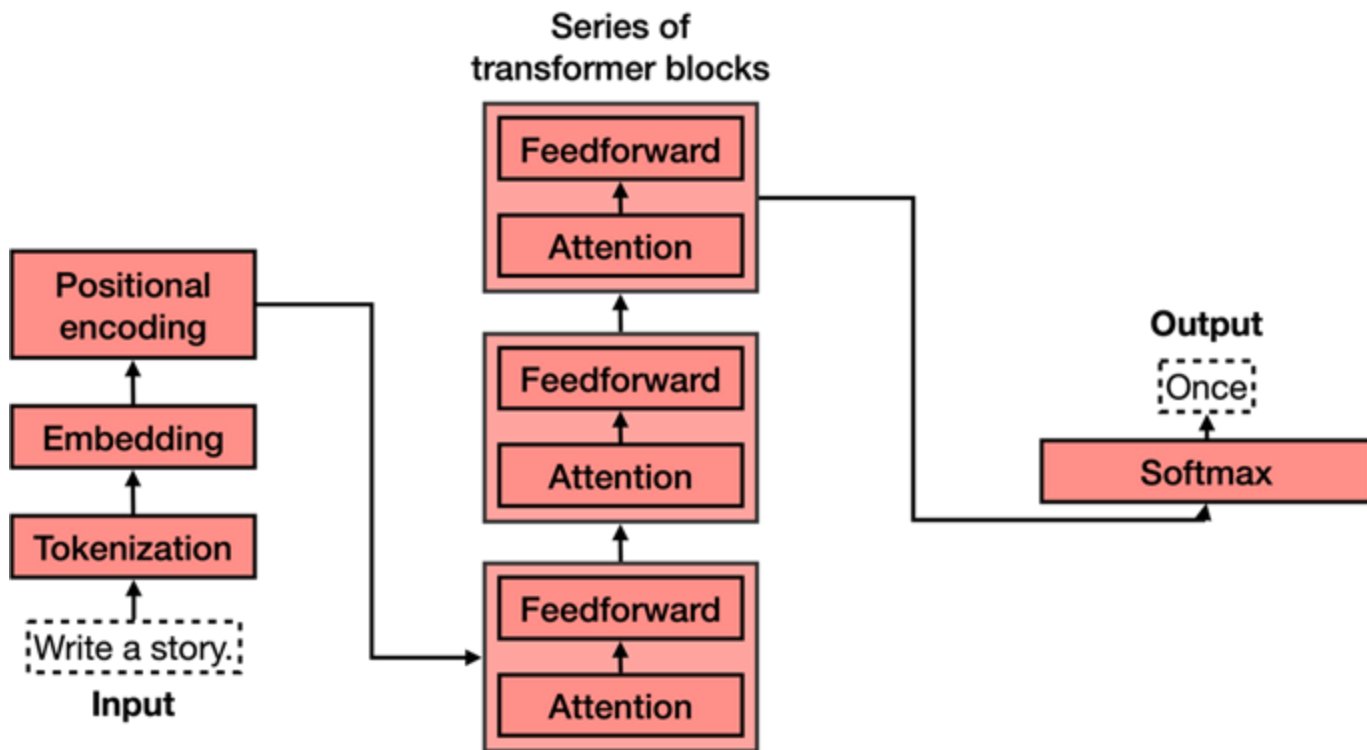 Series of
transformer blocks
Feedforward
Attention
Positional
encoding
Feedforward
Attention
Output
Once
Embedding
Softmax
Tokenization
Feedforward
Write a story.
Attention
Input